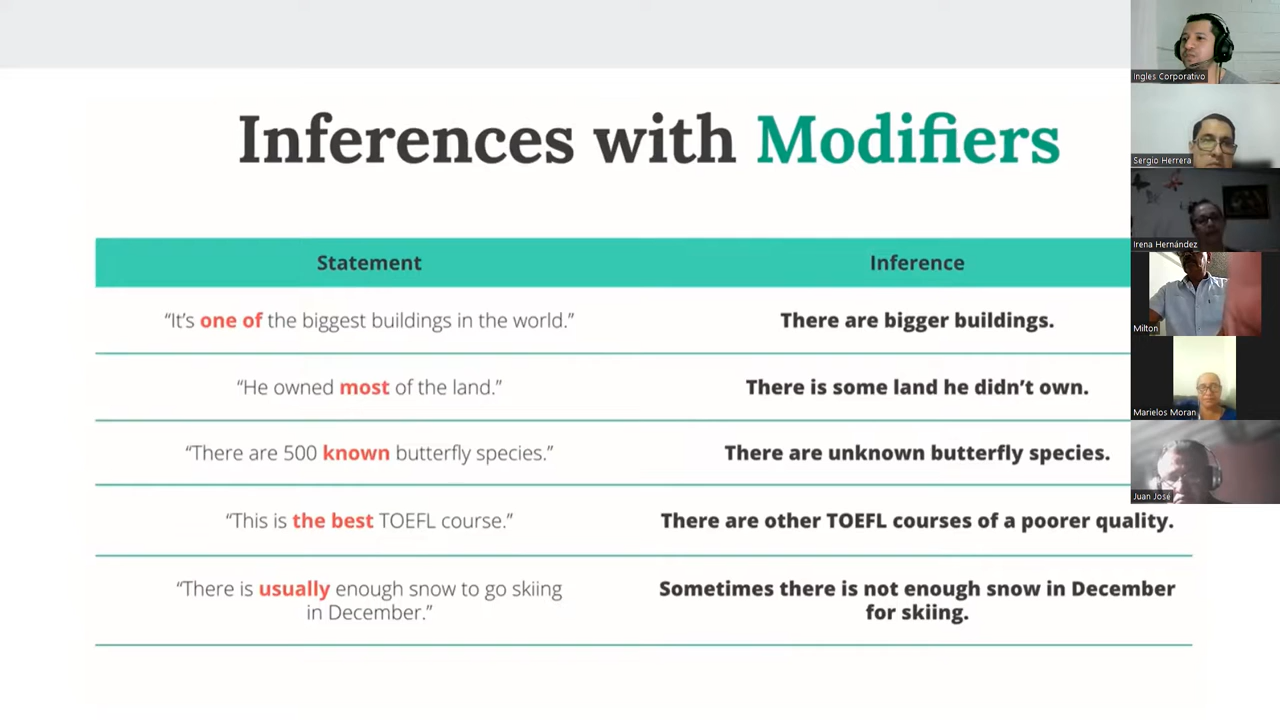 Inferences with Modifiers
Statement
Inference
“It’s one of the biggest buildings in the world.”
There are bigger buildings.
“He owned most of the land.”
There is some land he didn’t own.
“There are 500 known butterfly species.”
There are unknown butterfly species.
“This is the best TOEFL course.”
There are other TOEFL courses of a poorer quality.
“There is usually enough snow to go skiing
in December.”
Sometimes there is not enough snow in December
for skiing.
Ingles Corporativo
Sergio Herrera
Irena Hernández
Milton
Marielos Moran
Juan José